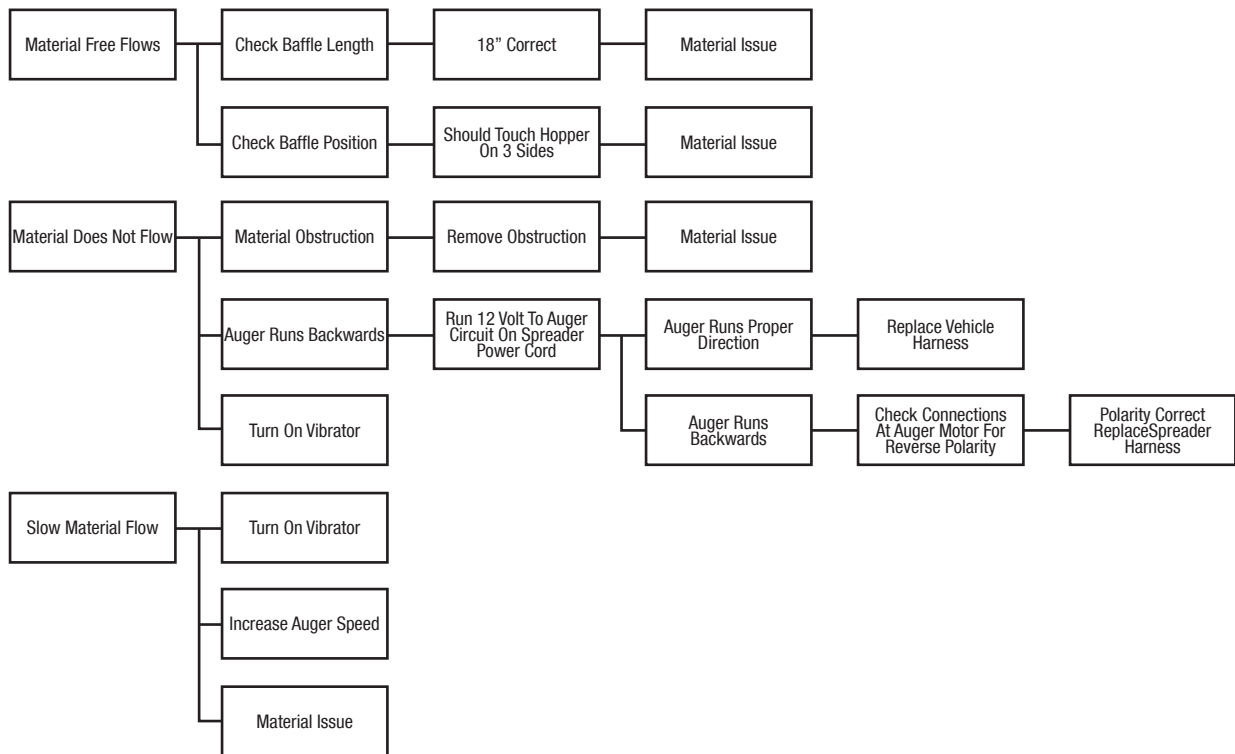 Material Free Flows
Check Baffle Length
18” Correct
Material Issue
Check Baffle Position
Should Touch Hopper
On 3 Sides
Material Issue
Material Does Not Flow
Material Obstruction
Remove Obstruction
Material Issue
Auger Runs Backwards
Run 12 Volt To Auger
Circuit On Spreader
Power Cord
Auger Runs Proper
Direction
Replace Vehicle
Harness
Turn On Vibrator
Auger Runs
Backwards
Check Connections
At Auger Motor For
Reverse Polarity
Polarity Correct
ReplaceSpreader
Harness
Slow Material Flow
Turn On Vibrator
Increase Auger Speed
Material Issue